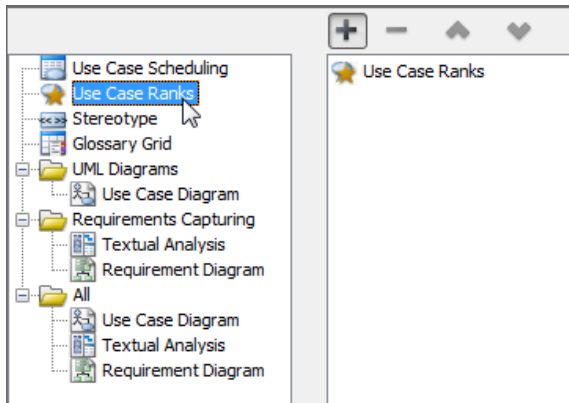 Use Case Scheduling
Use Case Ranks
<<>> Stereotype
Glossary Grid
UML Diagrams
Use Case Diagram
Requirements Capturing
Textual Analysis
Requirement Diagram
All
Use Case Diagram
Textual Analysis
Requirement Diagram
Use Case Ranks